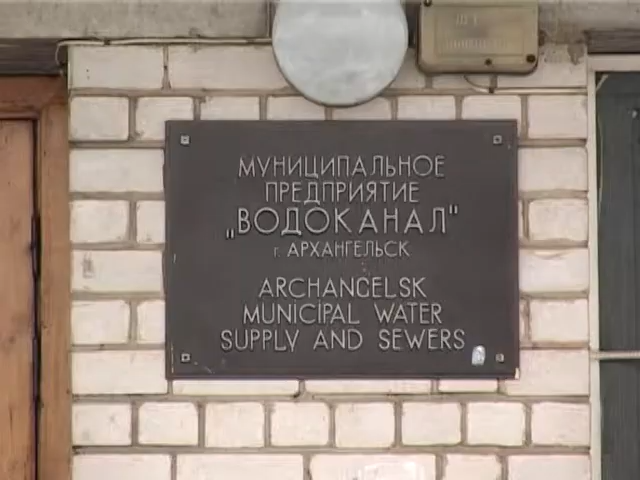 МУНИЦИПАЛЬНОЕ
ПРЕДПРИЯТИЕ
„ВОДОКАНАЛ"
г. АРХАНГЕЛЬСК
ARCHANGELSK
MUNICIPAL WATER
SUPPLY AND SEWERS